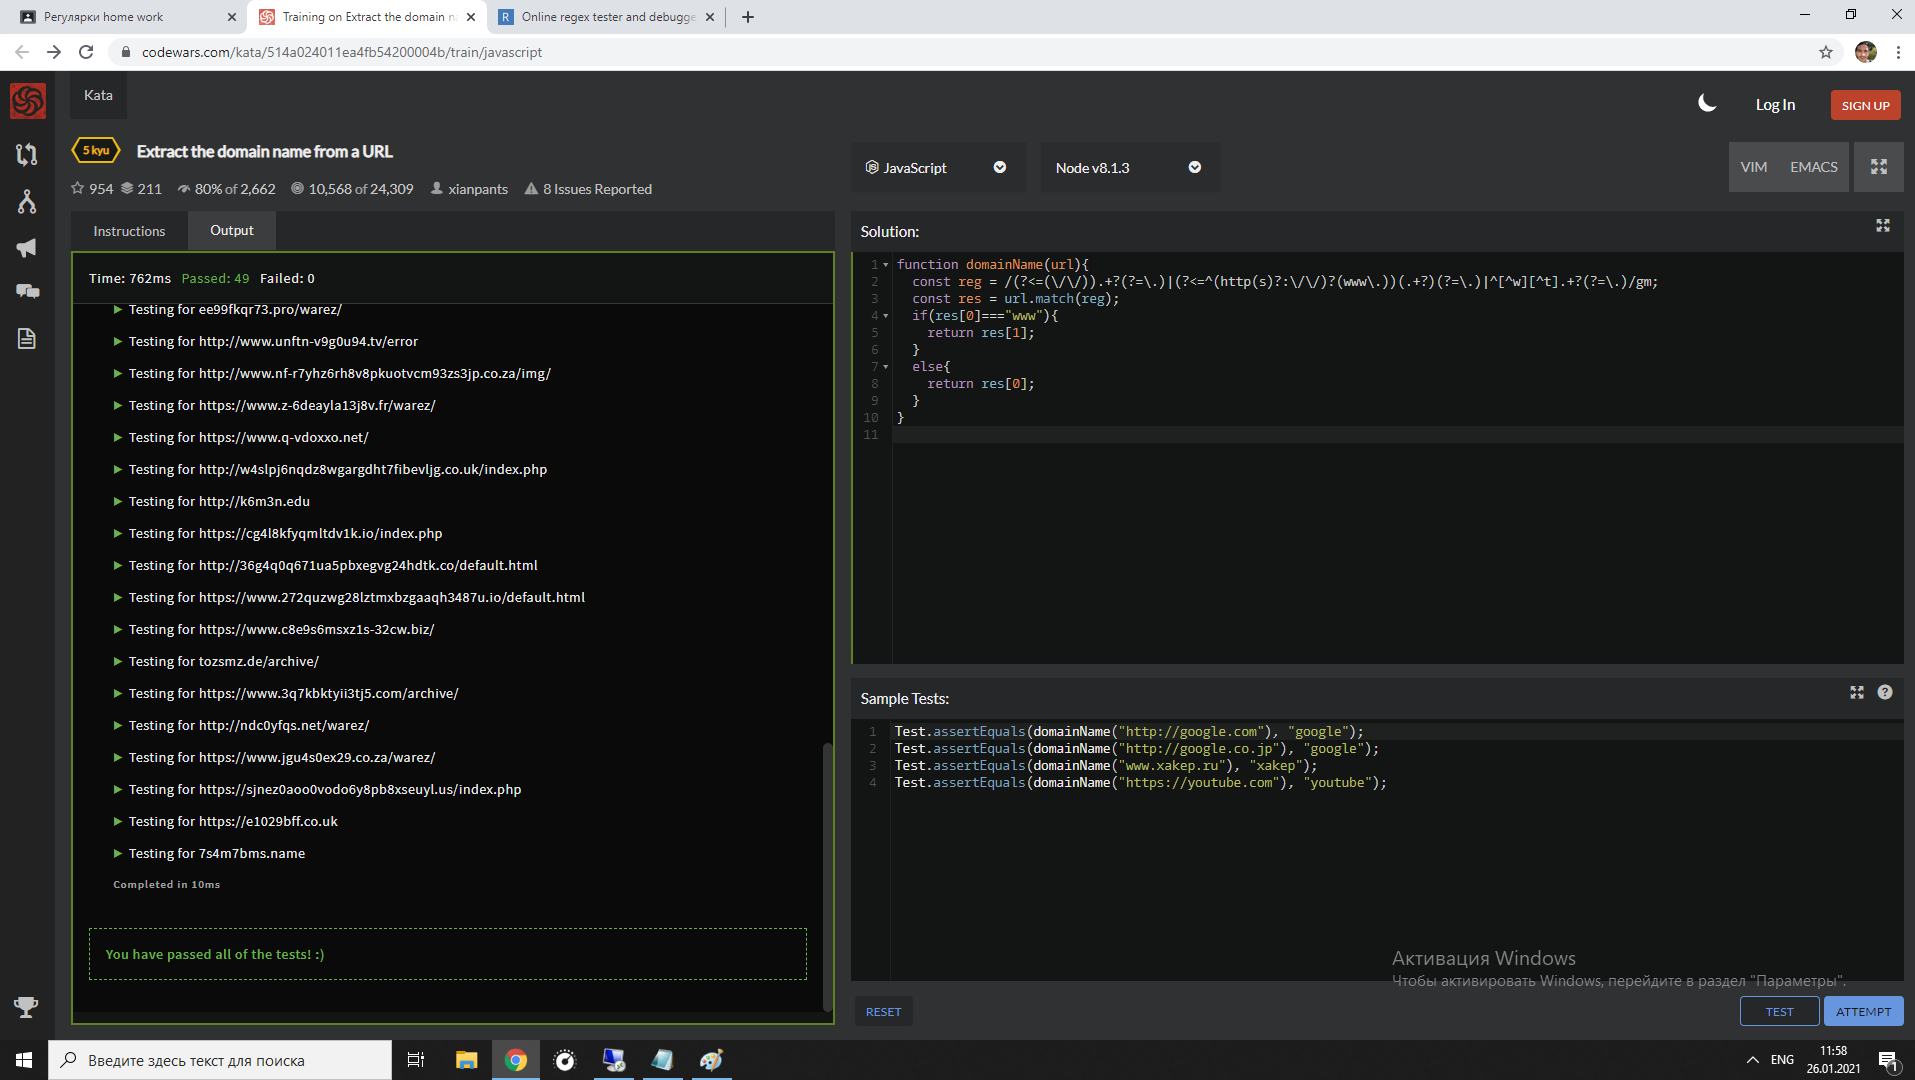 Регулярки home work
Training on Extract the domain n
Online regex tester and debugge
codewars.com/kata/514a024011ea4fb54200004b/train/javascript
Kata
Log In
SIGN UP
5 kyu
Extract the domain name from a URL
954 211 80% of 2,662 10,568 of 24,309 xianpants 8 Issues Reported
JavaScript
Node v8.1.3
VIM EMACS
Instructions
Output
Time: 762ms Passed: 49 Failed: 0
Testing for ee99fkqr73.pro/warez/
Testing for http://www.unftn-v9g0u94.tv/error
Testing for http://www.nf-r7yhz6rh8v8pkuotvcm93zs3jp.co.za/img/
Testing for https://www.z-6deayla13j8v.fr/warez/
Testing for https://www.q-vdoxxo.net/
Testing for http://w4slpj6nqdz8wgargdht7fibevljg.co.uk/index.php
Testing for http://k6m3n.edu
Testing for https://cg4l8kfyqmltdv1k.io/index.php
Testing for http://36g4q0q671ua5pbxegvg24hdtk.co/default.html
Testing for https://www.272quzwg28lztmxbzgaaqh3487u.io/default.html
Testing for https://www.c8e9s6msxz1s-32cw.biz/
Testing for tozsmz.de/archive/
Testing for https://www.3q7kbktyii3tj5.com/archive/
Testing for http://ndc0yfqs.net/warez/
Testing for https://www.jgu4s0ex29.co.za/warez/
Testing for https://sjnez0aoo0vodo6y8pb8xseuyl.us/index.php
Testing for https://e1029bff.co.uk
Testing for 7s4m7bms.name
Completed in 10ms
You have passed all of the tests! :)
Solution:
1 function domainName(url){
2 const reg = /(?<=(\/\/)).+?(?=\.)|(?<=^(http(s)?:\/\/)?(www\.))(.+?)(?=\.)|^[^w][^t].+?(?=\.)/gm;
3 const res = url.match(reg);
4 if(res[0]==="www"){
5 return res[1];
6 }
7 else{
8 return res[0];
9 }
10 }
11
Sample Tests:
1 Test.assertEquals(domainName("http://google.com"), "google");
2 Test.assertEquals(domainName("http://google.co.jp"), "google");
3 Test.assertEquals(domainName("www.xakep.ru"), "xakep");
4 Test.assertEquals(domainName("https://youtube.com"), "youtube");
Активация Windows
Чтобы активировать Windows, перейдите в раздел "Параметры".
RESET
TEST
ATTEMPT
Введите здесь текст для поиска
ENG
11:58
26.01.2021
1